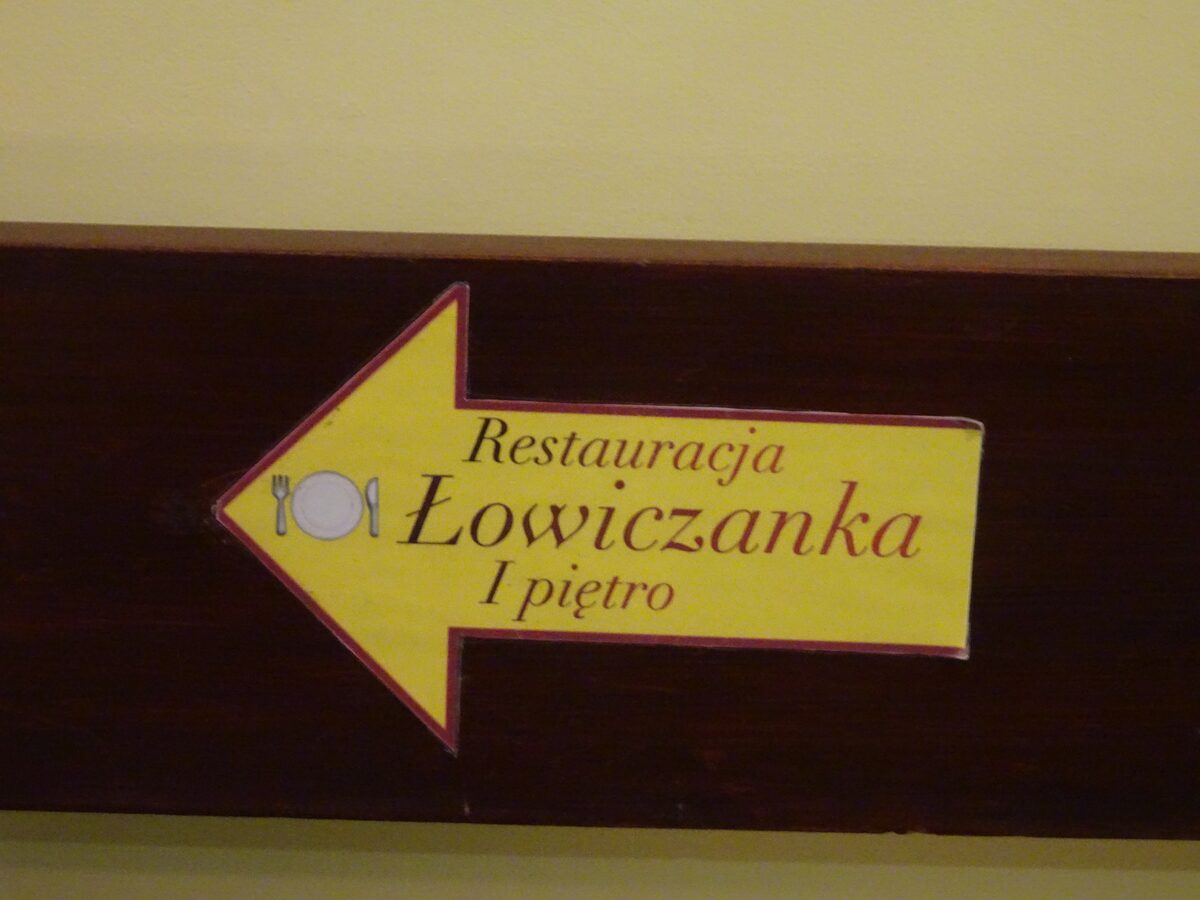 Restauracja
Łowiczanka
I piętro